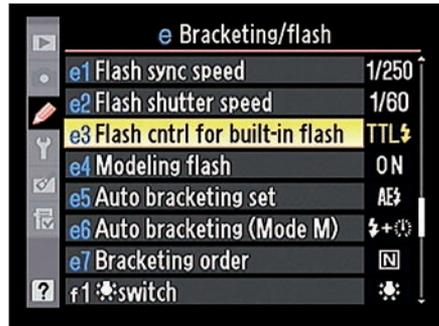 e Bracketing/flash
e1 Flash sync speed 1/250
e2 Flash shutter speed 1/60
e3 Flash cntrl for built-in flash TTL⚡
e4 Modeling flash ON
e5 Auto bracketing set AE⚡
e6 Auto bracketing (Mode M) ⚡+
e7 Bracketing order N
f1 switch
?